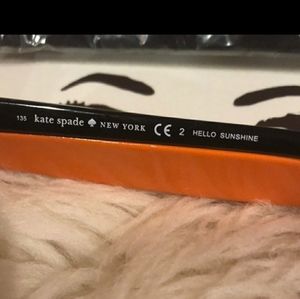 135 kate spade ♠ NEW YORK CE 2 HELLO SUNSHINE